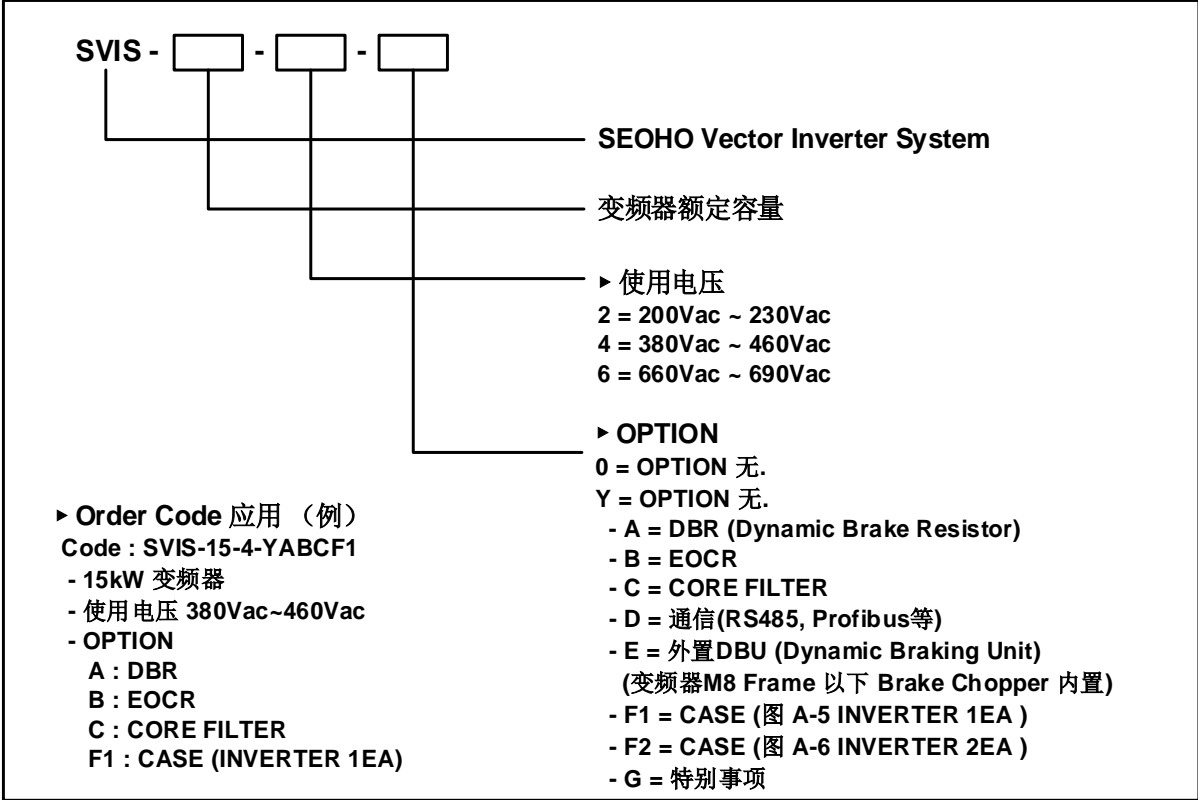 SVIS - - -
SEOHO Vector Inverter System
变频器额定容量
▶ 使用电压
2 = 200Vac ~ 230Vac
4 = 380Vac ~ 460Vac
6 = 660Vac ~ 690Vac
▶ OPTION
0 = OPTION 无.
Y = OPTION 无.
- A = DBR (Dynamic Brake Resistor)
- B = EOCR
- C = CORE FILTER
- D = 通信(RS485, Profibus等)
- E = 外置DBU (Dynamic Braking Unit)
(变频器M8 Frame 以下 Brake Chopper 内置)
- F1 = CASE (图 A-5 INVERTER 1EA )
- F2 = CASE (图 A-6 INVERTER 2EA )
- G = 特别事项
▶ Order Code 应用 （例）
Code : SVIS-15-4-YABCF1
- 15kW 变频器
- 使用电压 380Vac~460Vac
- OPTION
A : DBR
B : EOCR
C : CORE FILTER
F1 : CASE (INVERTER 1EA)